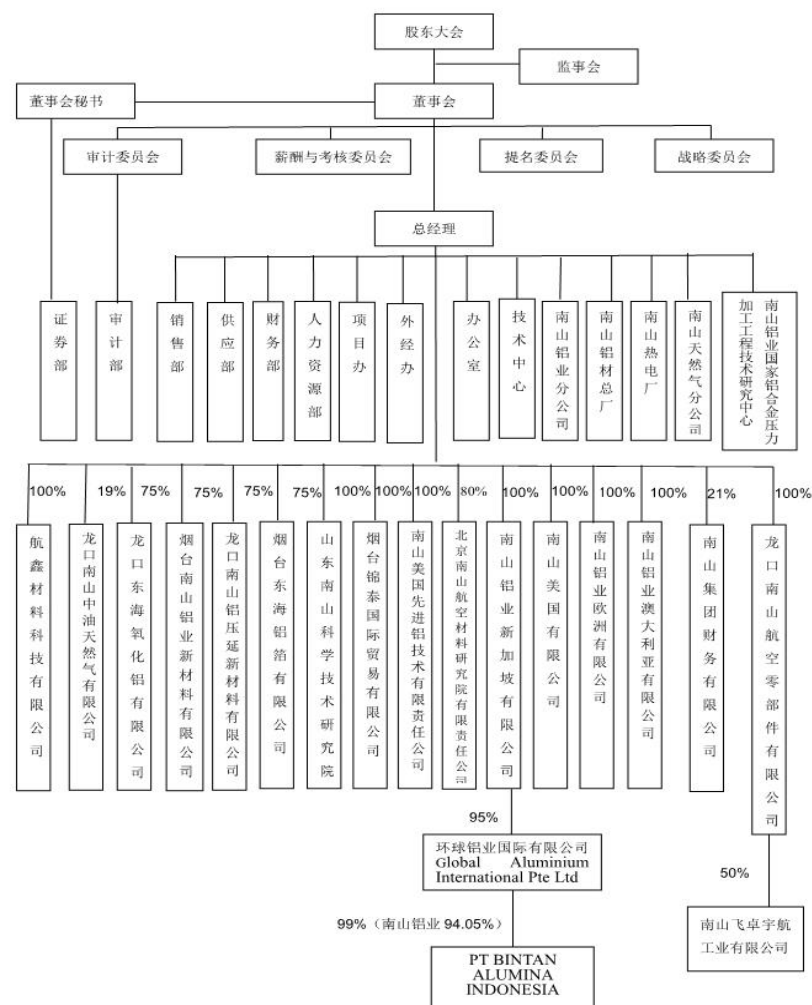 股东大会
监事会
董事会秘书
董事会
审计委员会
薪酬与考核委员会
提名委员会
战略委员会
总经理
证券部
审计部
销售部
供应部
财务部
人力资源部
项目办
外经办
办公室
技术中心
南山铝业分公司
南山铝材总厂
南山热电厂
南山天然气分公司
南山铝业国家铝合金压力
加工工程技术研究中心
100%
19%
75%
75%
75%
75%
100%
100%
100%
80%
100%
100%
100%
100%
21%
100%
航鑫材料科技有限公司
龙口南山中油天然气有限公司
龙口东海氧化铝有限公司
烟台南山铝业新材料有限公司
龙口南山铝压延新材料有限公司
烟台东海铝箔有限公司
山东南山科学技术研究院
烟台锦泰国际贸易有限公司
南山美国先进铝技术有限责任公司
北京南山航空材料研究院有限责任公司
南山铝业新加坡有限公司
南山美国有限公司
南山铝业欧洲有限公司
南山铝业澳大利亚有限公司
南山集团财务有限公司
龙口南山航空零部件有限公司
95%
环球铝业国际有限公司
Global Aluminium
International Pte Ltd
50%
99%（南山铝业 94.05%）
南山飞卓宇航
工业有限公司
PT BINTAN
ALUMINA
INDONESIA